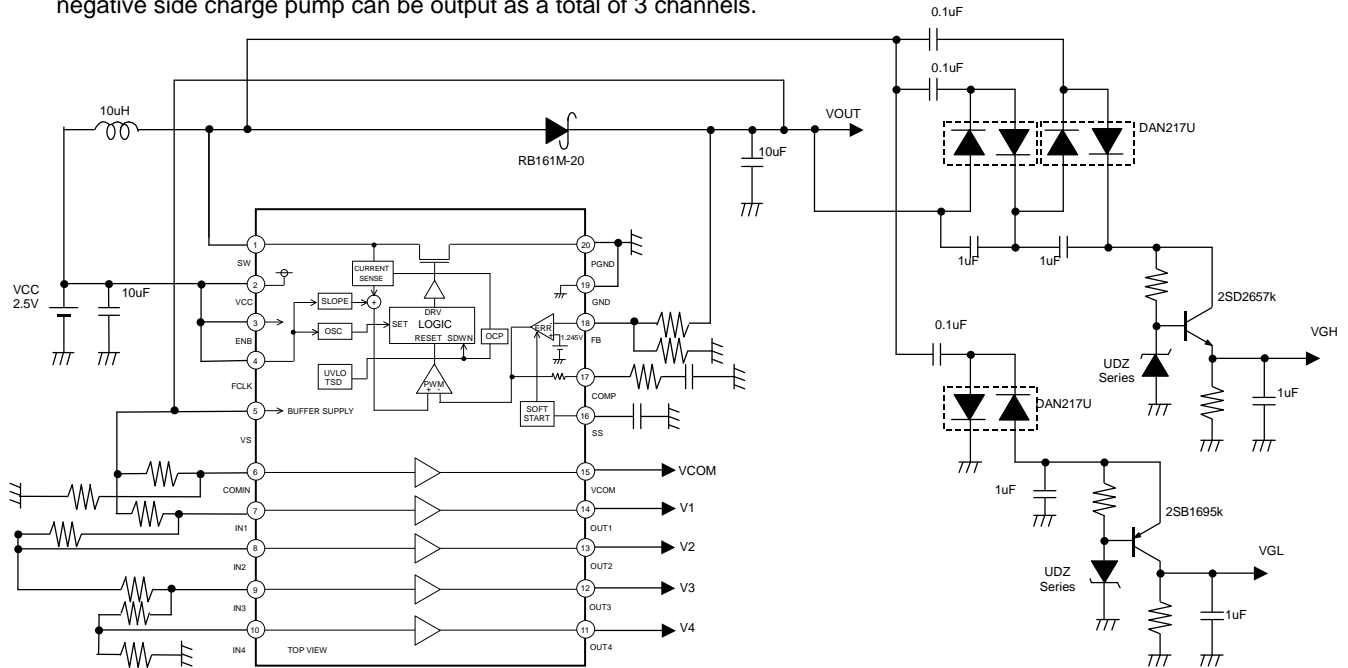 negative side charge pump can be output as a total of 3 channels.
0.1uF
0.1uF
10uH
VOUT
DAN217U
RB161M-20
10uF
1uF
1uF
VCC
2.5V
10uF
1
SW
2
VCC
3
ENB
4
FCLK
5
BUFFER SUPPLY
VS
6
COMIN
7
IN1
8
IN2
9
IN3
10
IN4
TOP VIEW
CURRENT
SENSE
SLOPE
+
OSC
SET
DRV
LOGIC
RESET SDWN
OCP
UVLO
TSD
PWM
+ -
ERR
1.245V
SOFT
START
20
PGND
19
GND
18
FB
17
COMP
16
SS
15
VCOM
VCOM
14
V1
OUT1
13
V2
OUT2
12
V3
OUT3
11
V4
OUT4
2SD2657k
VGH
UDZ
Series
1uF
0.1uF
DAN217U
1uF
2SB1695k
VGL
UDZ
Series
1uF